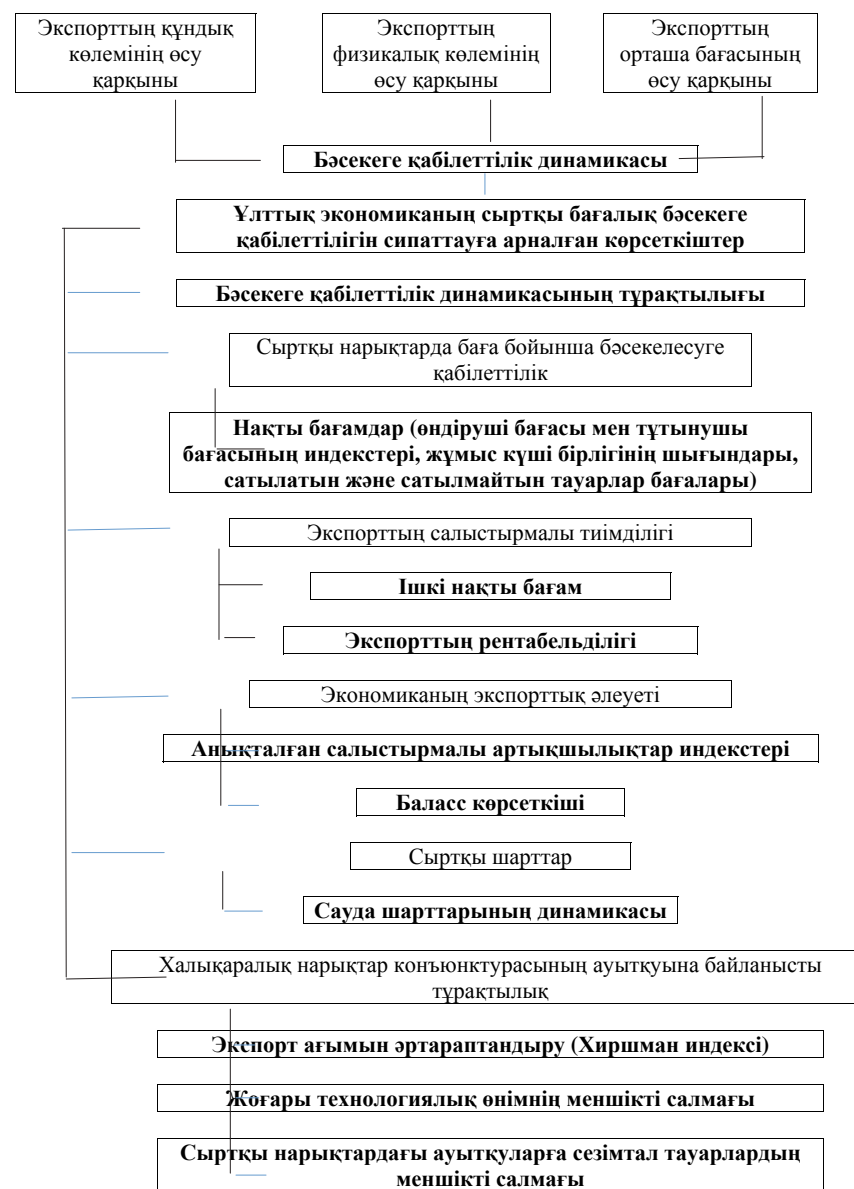 Экспорттың құндық
көлемінің өсу
қарқыны
Экспорттың
физикалық көлемінің
өсу қарқыны
Экспорттың
орташа бағасының
өсу қарқыны
Бәсекеге қабілеттілік динамикасы
Ұлттық экономиканың сыртқы бағалық бәсекеге
қабілеттілігін сипаттауға арналған көрсеткіштер
Бәсекеге қабілеттілік динамикасының тұрақтылығы
Сыртқы нарықтарда баға бойынша бәсекелесуге
қабілеттілік
Нақты бағамдар (өндіруші бағасы мен тұтынушы
бағасының индекстері, жұмыс күші бірлігінің шығындары,
сатылатын және сатылмайтын тауарлар бағалары)
Экспорттың салыстырмалы тиімділігі
Ішкі нақты бағам
Экспорттың рентабельділігі
Экономиканың экспорттық әлеуеті
Анықталған салыстырмалы артықшылықтар индекстері
Баласс көрсеткіші
Сыртқы шарттар
Сауда шарттарының динамикасы
Халықаралық нарықтар конъюнктурасының ауытқуына байланысты
тұрақтылық
Экспорт ағымын әртараптандыру (Хиршман индексі)
Жоғары технологиялық өнімнің меншікті салмағы
Сыртқы нарықтардағы ауытқуларға сезімтал тауарлардың
меншікті салмағы